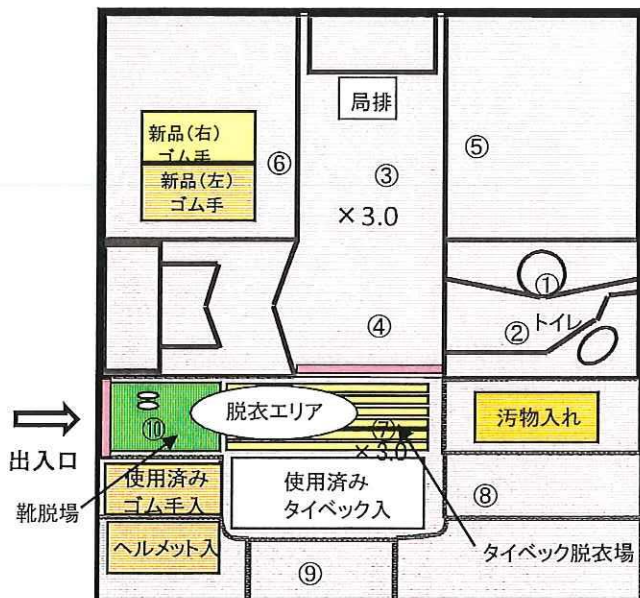 局排
新品(右)
ゴム手
新品(左)
ゴム手
⑥
③
⑤
×3.0
①
④
②
トイレ
脱衣エリア
⑩
⑦
×3.0
汚物入れ
出入口
使用済み
ゴム手入
使用済み
タイベック入
靴脱場
⑧
ヘルメット入
タイベック脱衣場
⑨